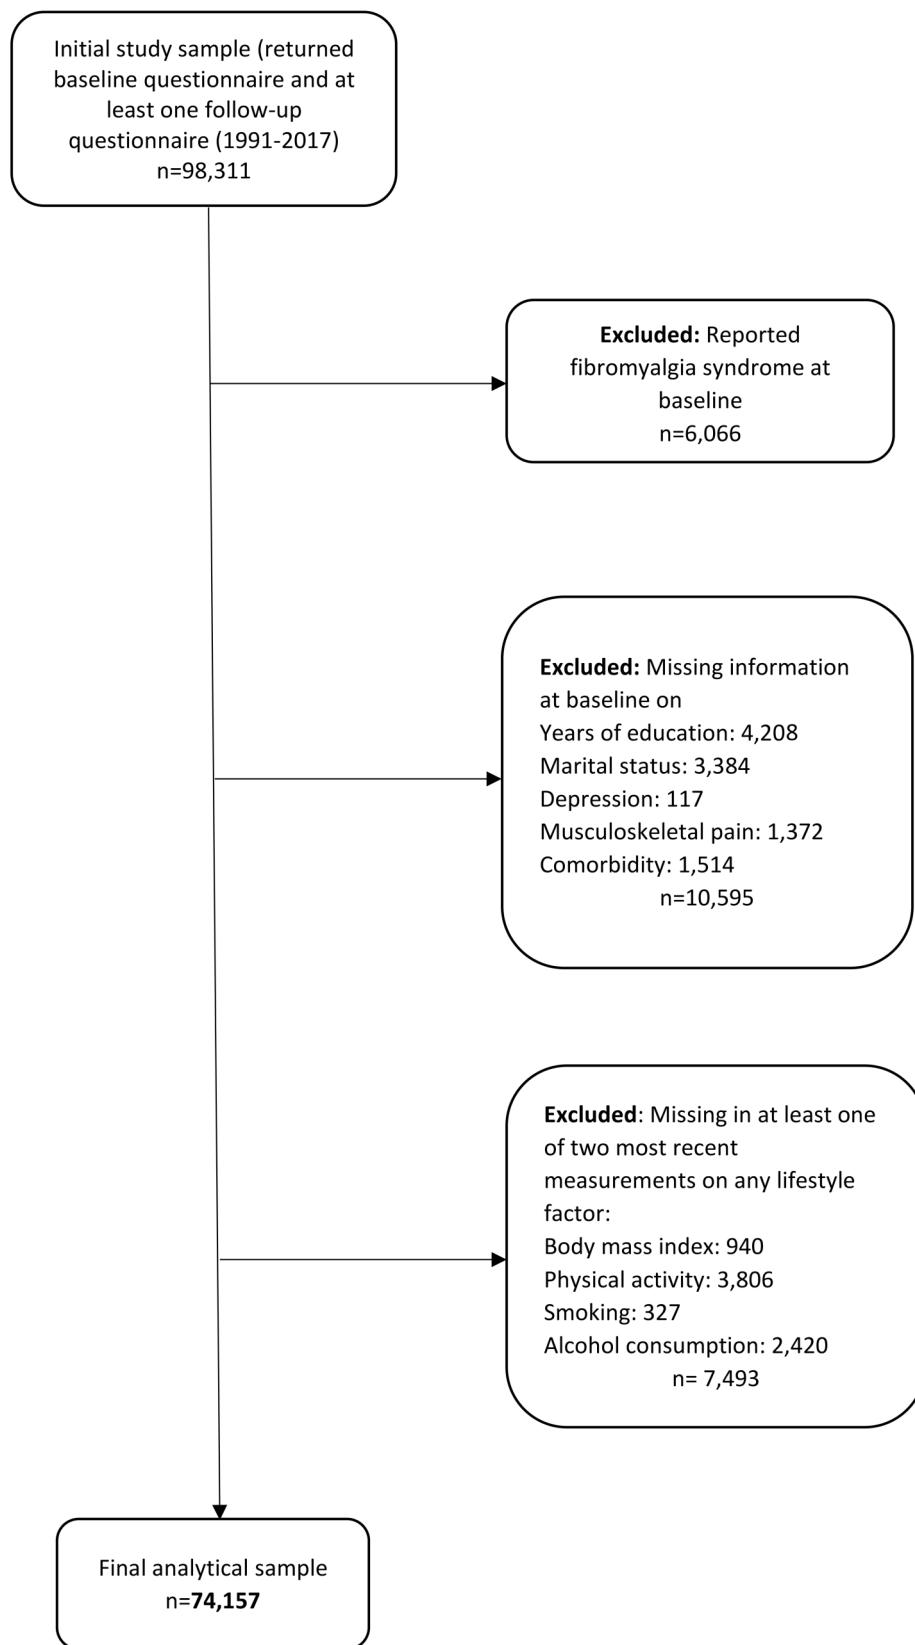 Initial study sample (returned
baseline questionnaire and at
least one follow-up
questionnaire (1991-2017)
n=98,311
Excluded: Reported
fibromyalgia syndrome at
baseline
n=6,066
Excluded: Missing information
at baseline on
Years of education: 4,208
Marital status: 3,384
Depression: 117
Musculoskeletal pain: 1,372
Comorbidity: 1,514
n=10,595
Excluded: Missing in at least one
of two most recent
measurements on any lifestyle
factor:
Body mass index: 940
Physical activity: 3,806
Smoking: 327
Alcohol consumption: 2,420
n= 7,493
Final analytical sample
n=74,157